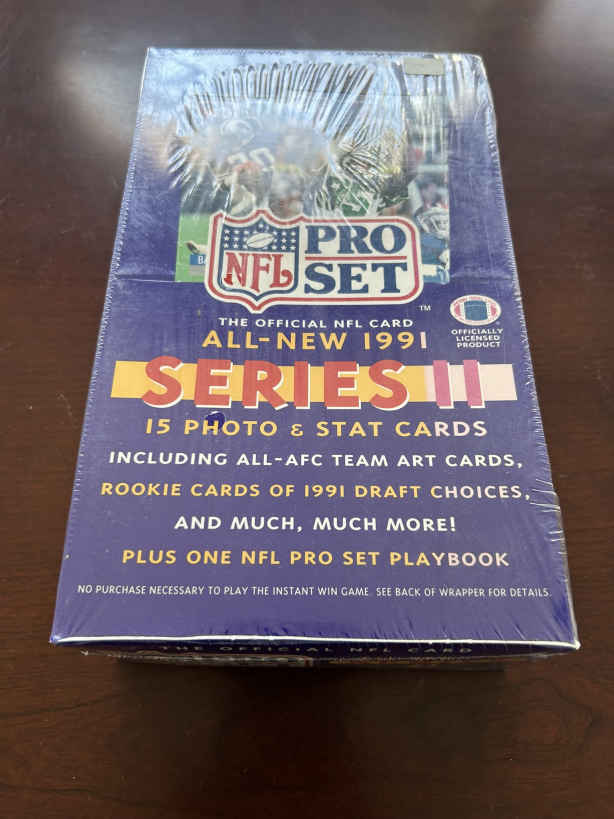 NFL
PRO
SET
TM
THE OFFICIAL NFL CARD
ALL-NEW 1991
OFFICIALLY
LICENSED
PRODUCT
SERIES II
15 PHOTO & STAT CARDS
INCLUDING ALL-AFC TEAM ART CARDS,
ROOKIE CARDS OF 1991 DRAFT CHOICES,
AND MUCH, MUCH MORE!
PLUS ONE NFL PRO SET PLAYBOOK
NO PURCHASE NECESSARY TO PLAY THE INSTANT WIN GAME. SEE BACK OF WRAPPER FOR DETAILS.
THE OFFICIAL NFL CARD